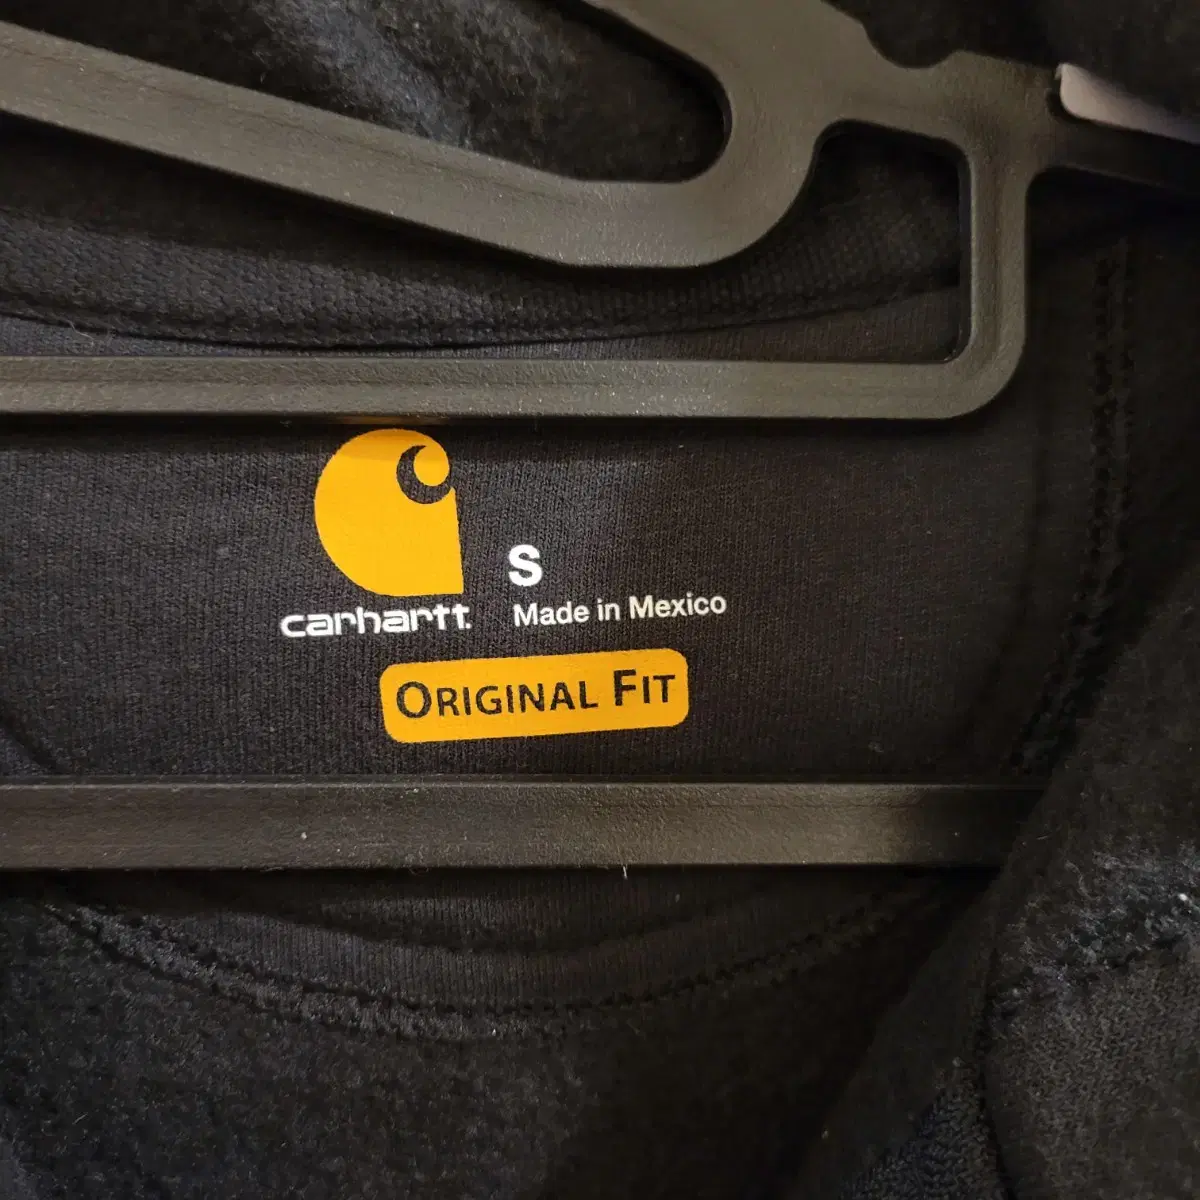 S
carhartt.
Made in Mexico
ORIGINAL FIT